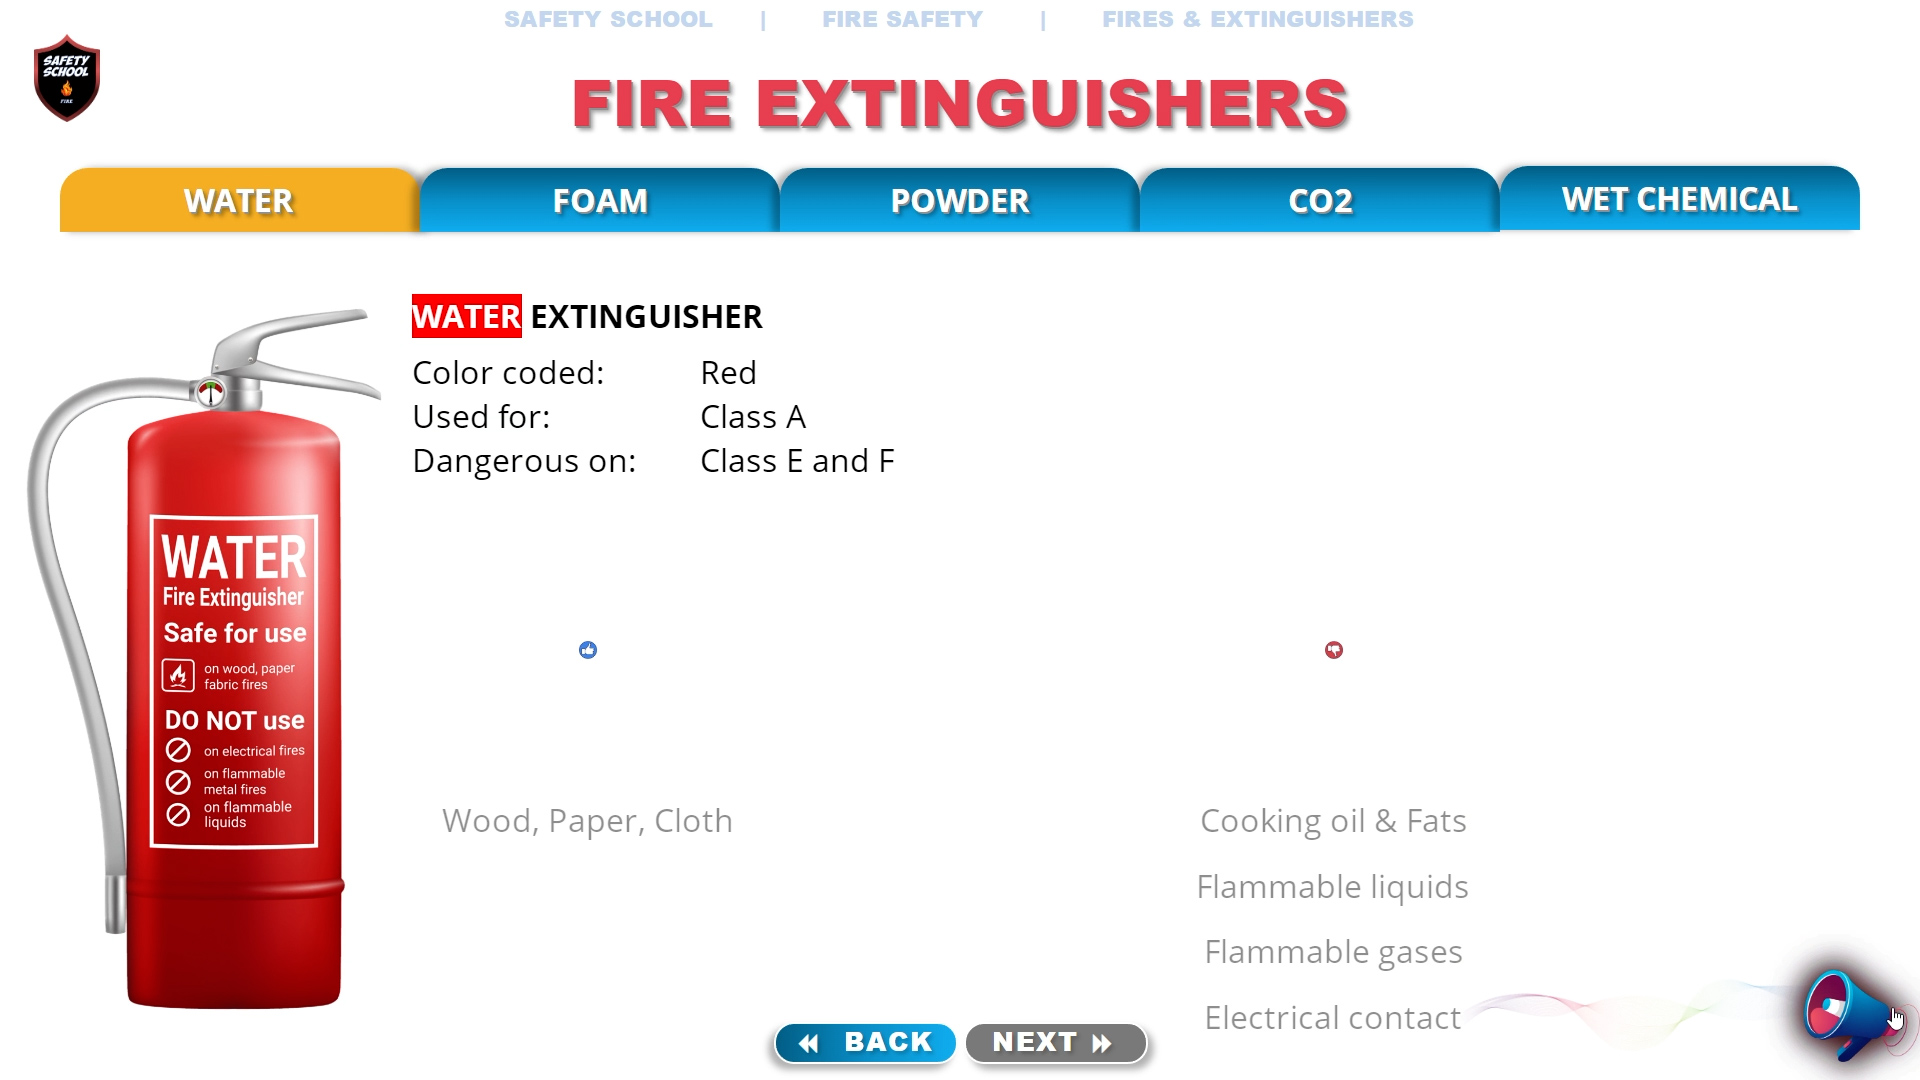 SAFETY SCHOOL | FIRE SAFETY | FIRES & EXTINGUISHERS
SAFETY
SCHOOL
FIRE
FIRE EXTINGUISHERS
WATER FOAM POWDER CO2 WET CHEMICAL
WATER EXTINGUISHER
Color coded: Red
Used for: Class A
Dangerous on: Class E and F
WATER
Fire Extinguisher
Safe for use
on wood, paper
fabric fires
DO NOT use
on electrical fires
on flammable
metal fires
on flammable
liquids
Wood, Paper, Cloth
Cooking oil & Fats
Flammable liquids
Flammable gases
Electrical contact
BACK NEXT